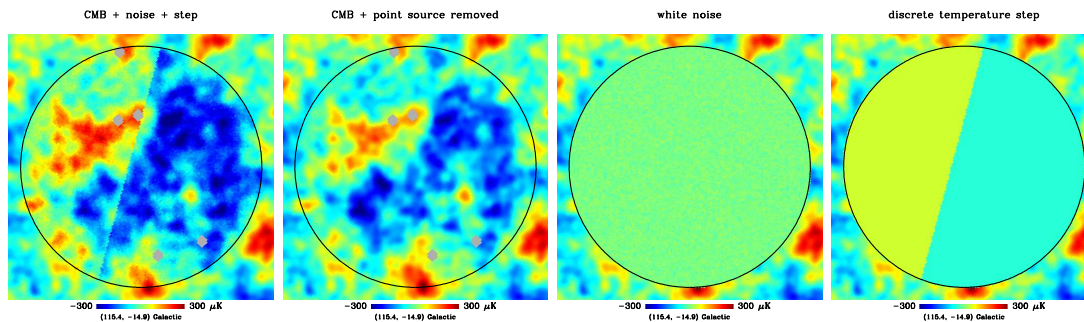 CMB + noise + step
CMB + point source removed
white noise
discrete temperature step
-300 300 μK
(115.4, -14.9) Galactic
-300 300 μK
(115.4, -14.9) Galactic
-300 300 μK
(115.4, -14.9) Galactic
-300 300 μK
(115.4, -14.9) Galactic